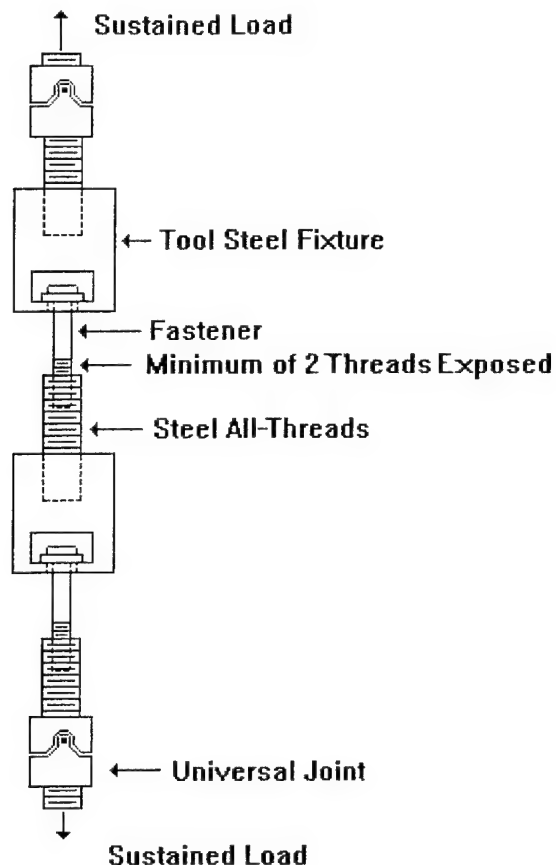 Sustained Load
Tool Steel Fixture
Fastener
Minimum of 2 Threads Exposed
Steel All-Threads
Universal Joint
Sustained Load